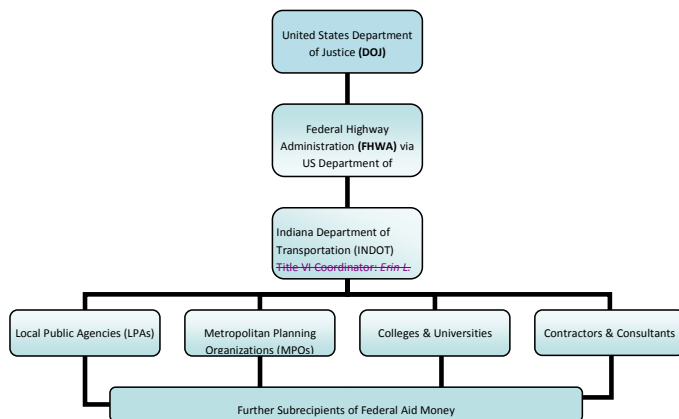 United States Department
of Justice (DOJ)
Federal Highway
Administration (FHWA) via
US Department of
Indiana Department of
Transportation (INDOT)
Title VI Coordinator: Erin L.
Local Public Agencies (LPAs)
Metropolitan Planning
Organizations (MPOs)
Colleges & Universities
Contractors & Consultants
Further Subrecipients of Federal Aid Money